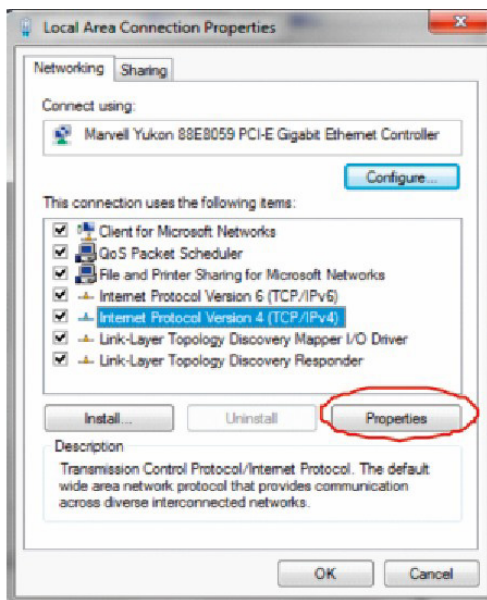 Local Area Connection Properties
Networking
Sharing
Connect using:
Marvell Yukon 88E8059 PCI-E Gigabit Ethernet Controller
Configure...
This connection uses the following items:
Client for Microsoft Networks
QoS Packet Scheduler
File and Printer Sharing for Microsoft Networks
Internet Protocol Version 6 (TCP/IPv6)
Internet Protocol Version 4 (TCP/IPv4)
Link-Layer Topology Discovery Mapper I/O Driver
Link-Layer Topology Discovery Responder
Install...
Uninstall
Properties
Description
Transmission Control Protocol/Internet Protocol. The default
wide area network protocol that provides communication
across diverse interconnected networks.
OK
Cancel